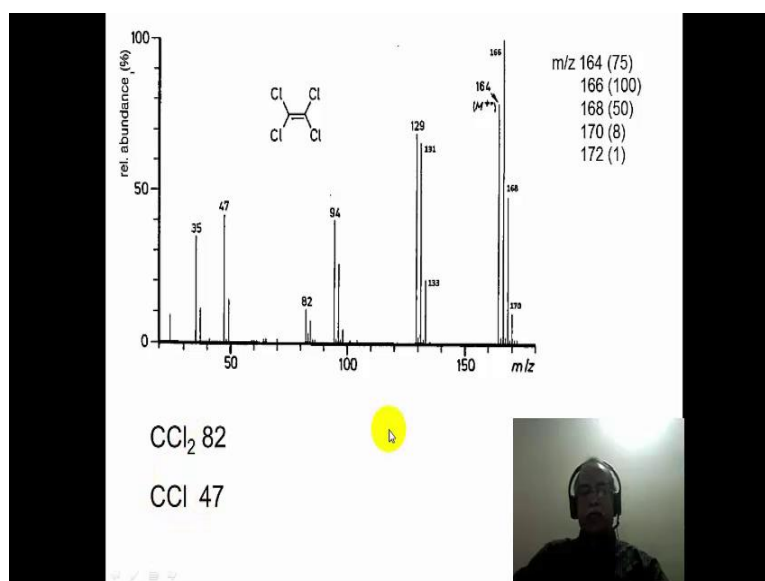 rel. abundance (%)
100
50
0
50
100
150
m/z
Cl
Cl
Cl
Cl
35
47
82
94
129
131
133
164
(M+•)
166
168
170
m/z 164 (75)
166 (100)
168 (50)
170 (8)
172 (1)
CCl₂ 82
CCl 47